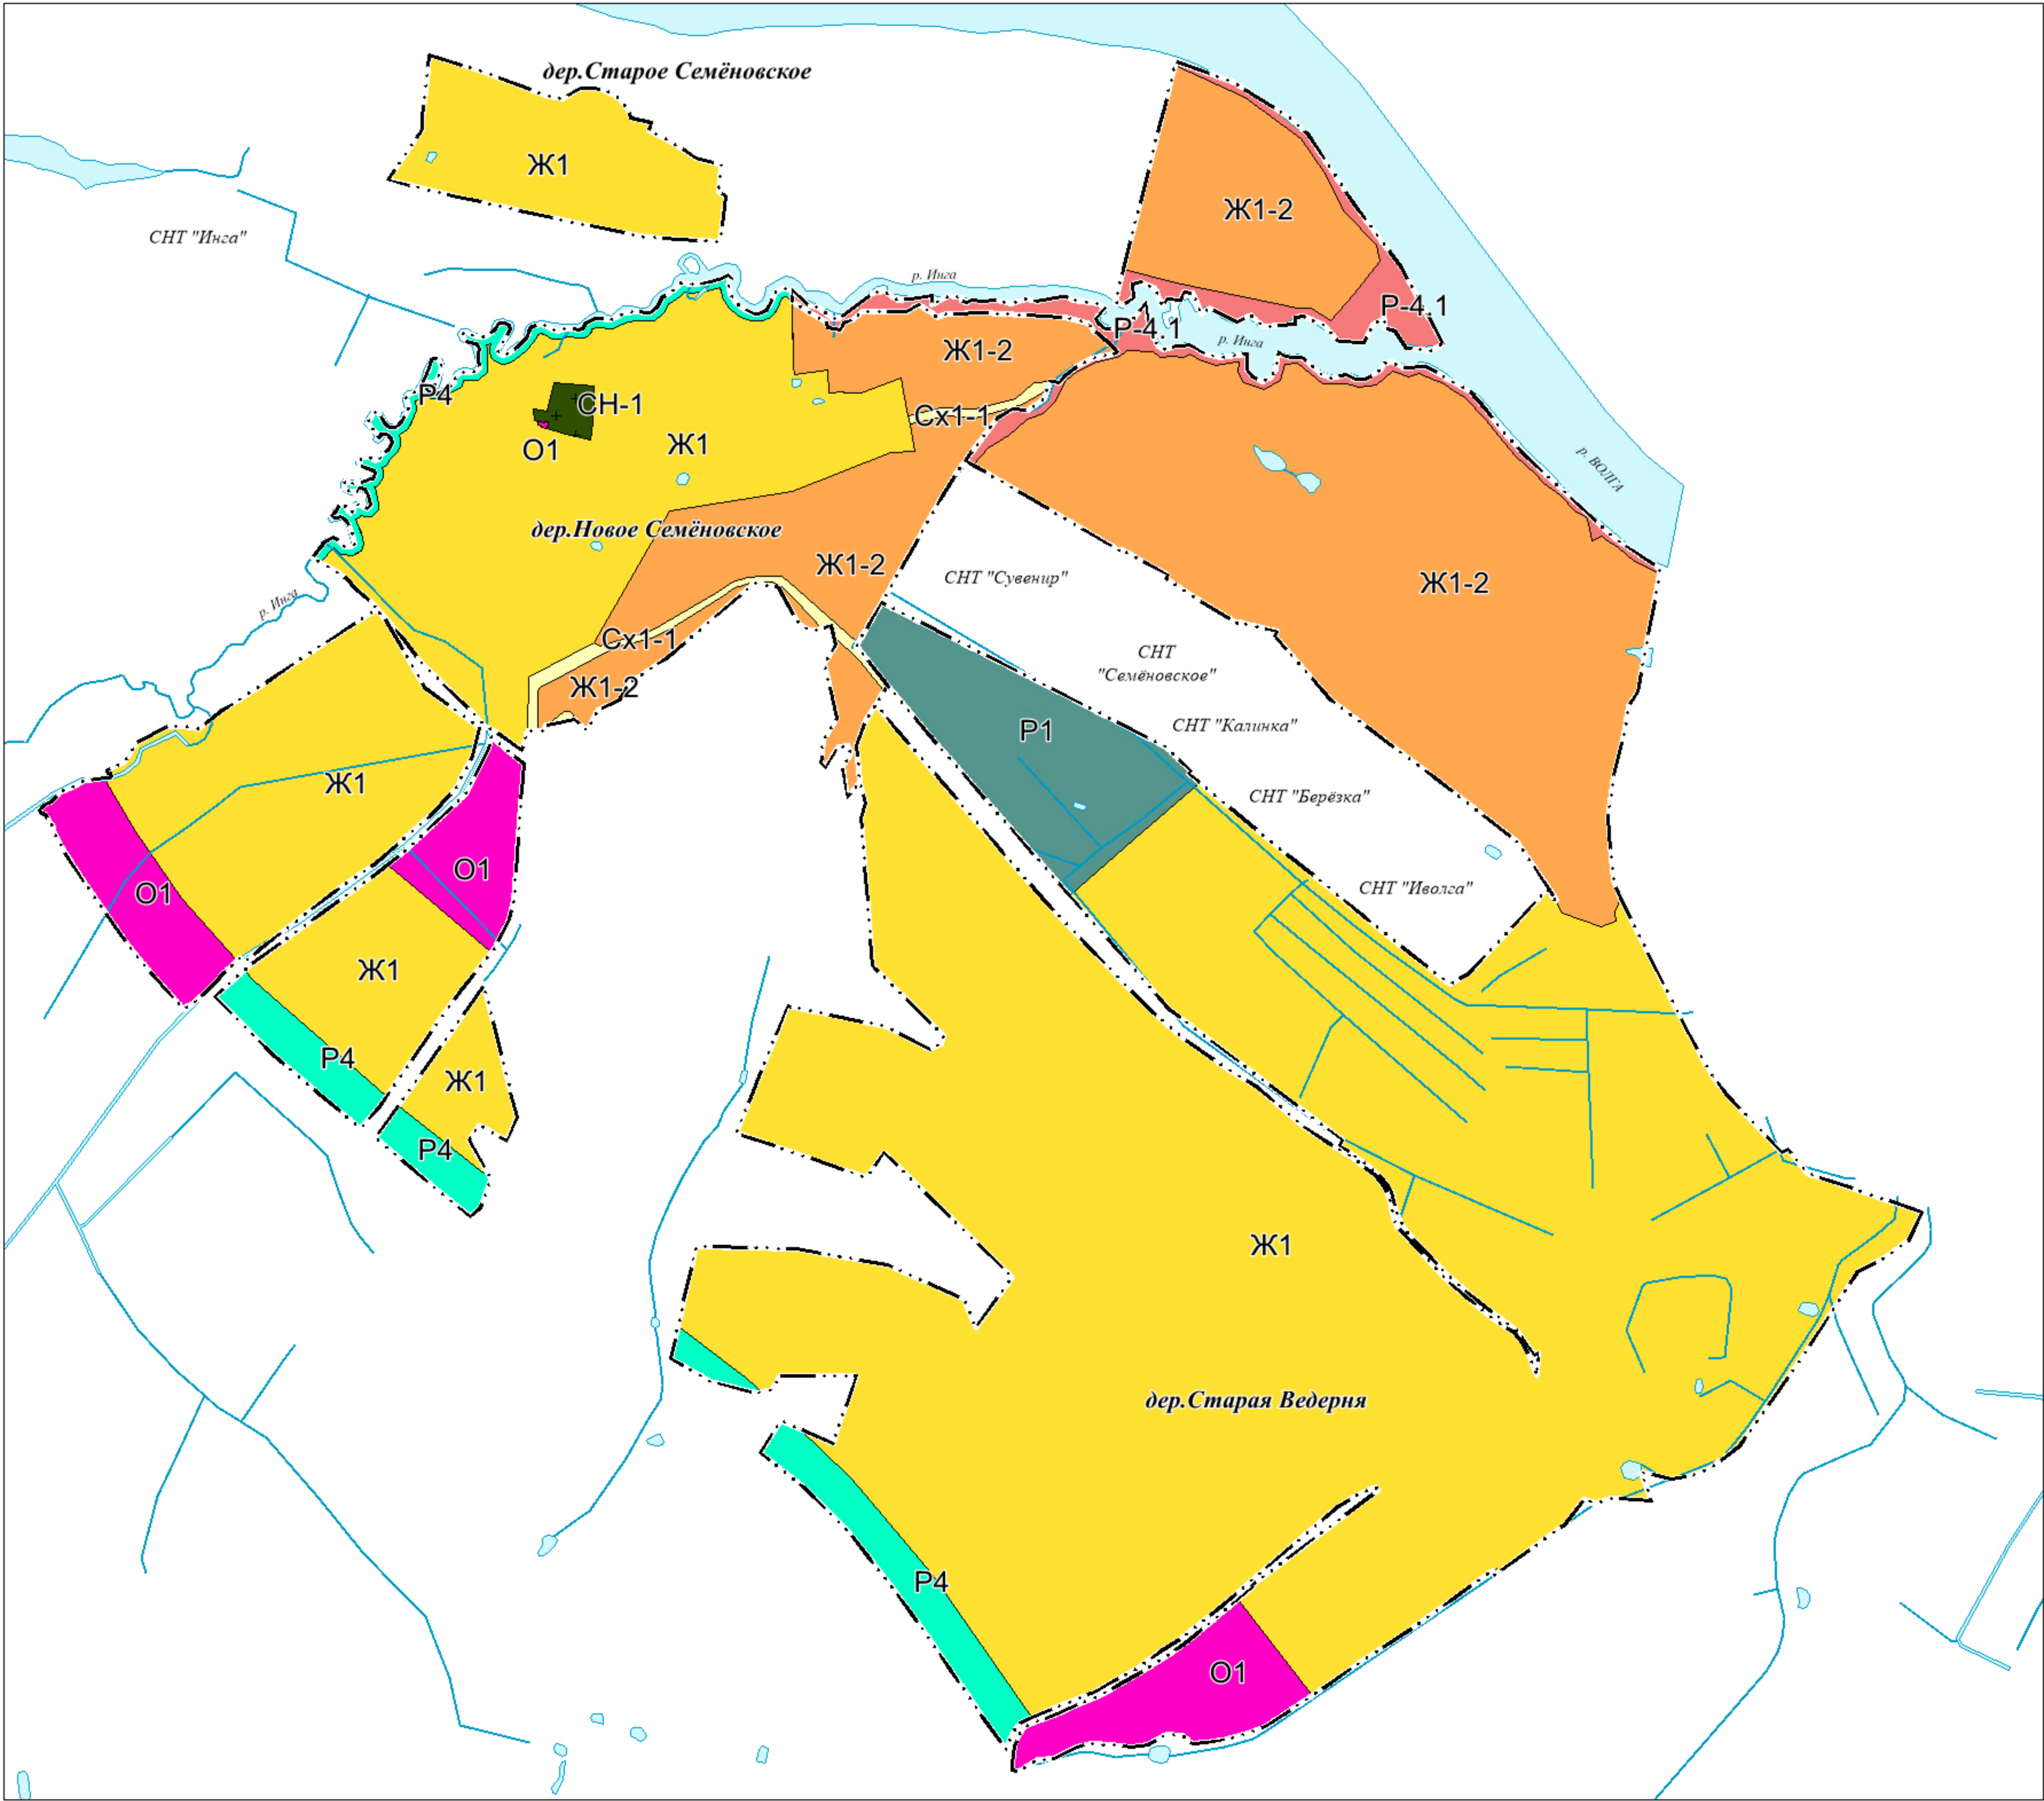 дер.Старое Семёновское
Ж1
Ж1-2
СНТ "Инга"
р. Инга
Р-4.1
Р-4.1
р. Инга
Ж1-2
Р4
СН-1
Сх1-1
О1
Ж1
р. ВОЛГА
дер.Новое Семёновское
Ж1-2
СНТ "Сувенир"
Ж1-2
р. Инга
Сх1-1
СНТ
"Семёновское"
Ж1-2
Р1
СНТ "Калинка"
Ж1
СНТ "Берёзка"
О1
О1
СНТ "Иволга"
Ж1
Р4
Ж1
Р4
Ж1
дер.Старая Ведерня
Р4
О1